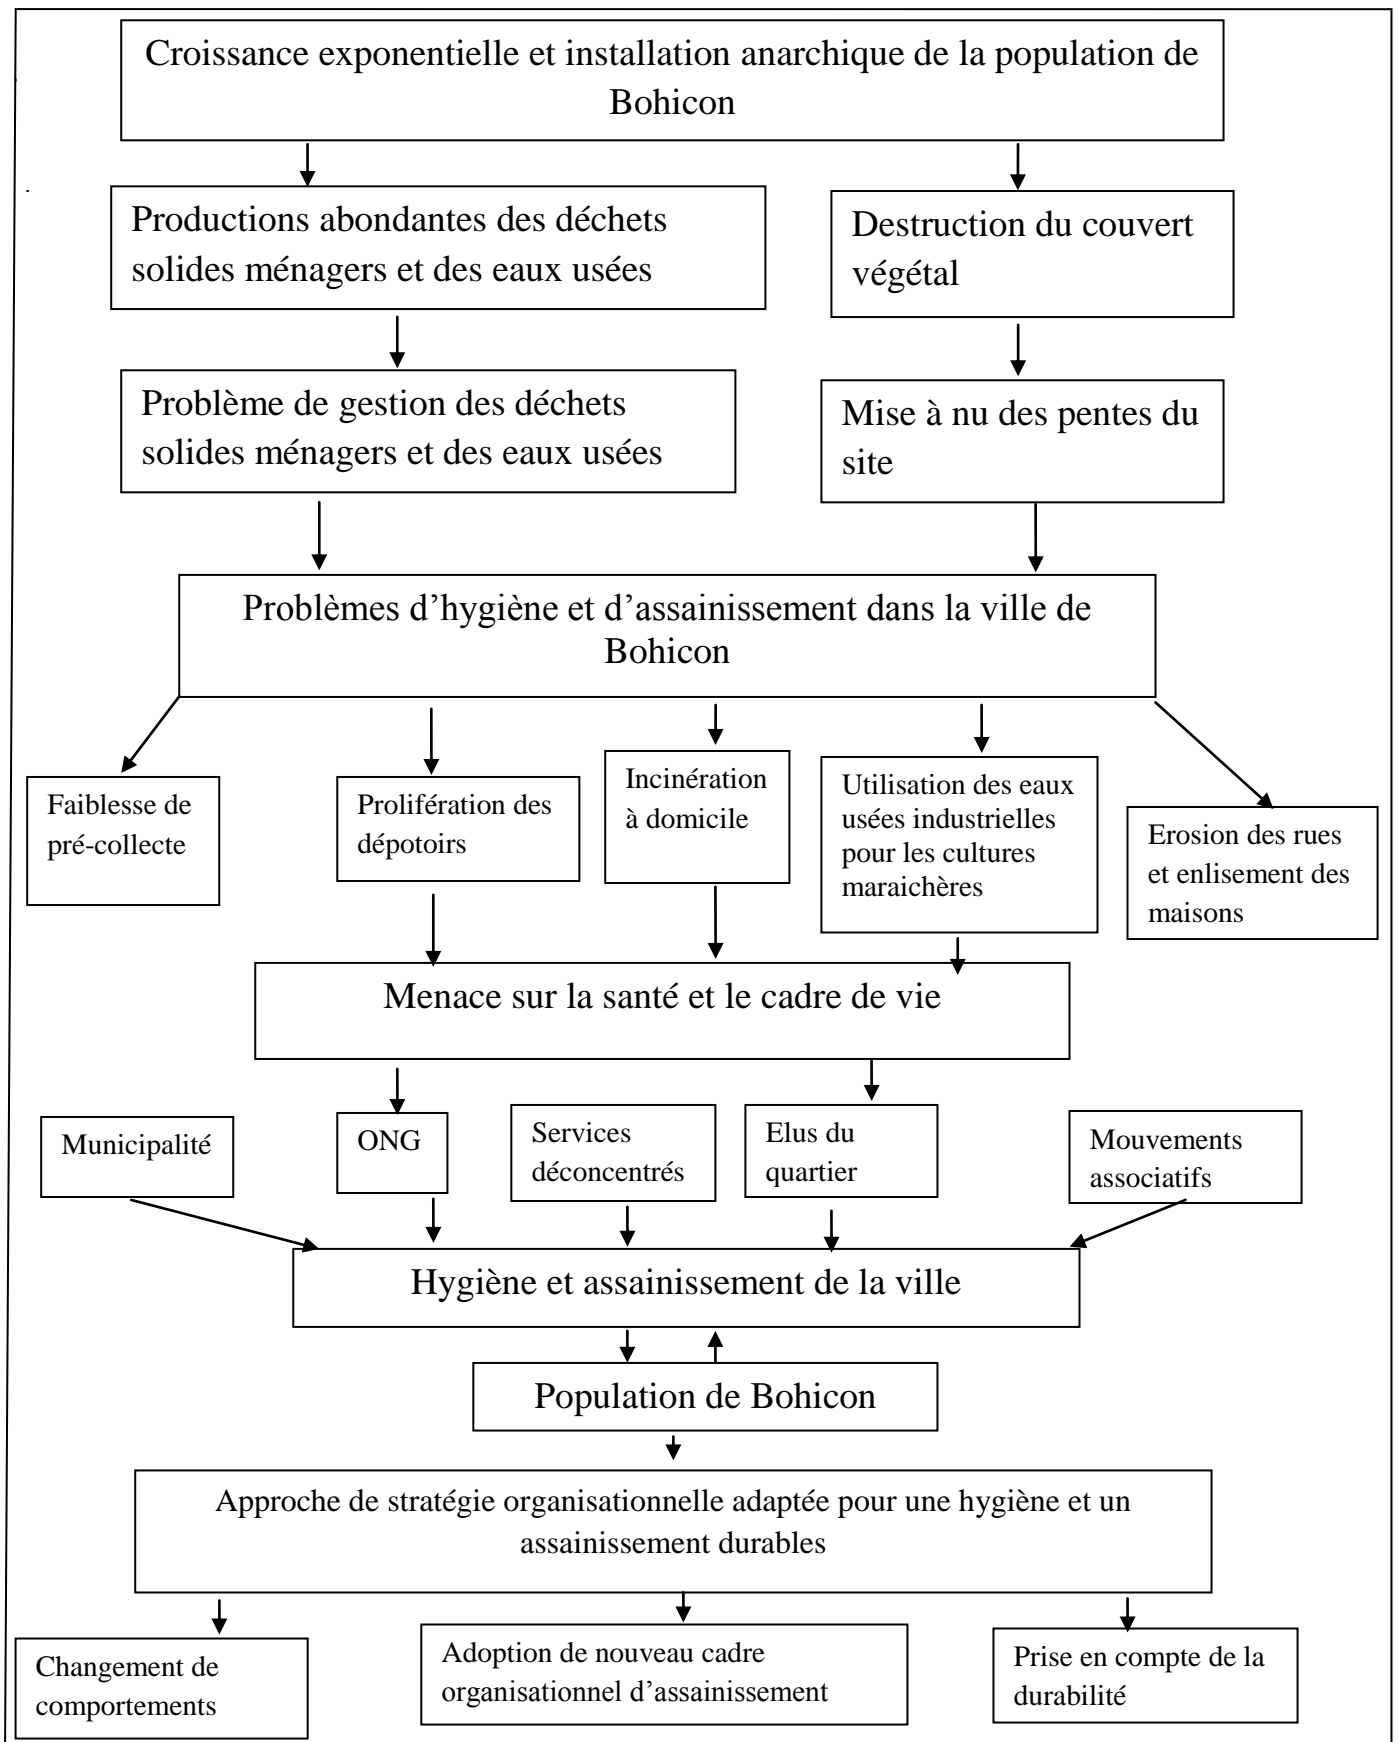 Croissance exponentielle et installation anarchique de la population de
Bohicon
Productions abondantes des déchets
solides ménagers et des eaux usées
Destruction du couvert
végétal
Problème de gestion des déchets
solides ménagers et des eaux usées
Mise à nu des pentes du
site
Problèmes d’hygiène et d’assainissement dans la ville de
Bohicon
Faiblesse de
pré-collecte
Prolifération des
dépotoirs
Incinération
à domicile
Utilisation des eaux
usées industrielles
pour les cultures
maraichères
Erosion des rues
et enlisement des
maisons
Menace sur la santé et le cadre de vie
Municipalité
ONG
Services
déconcentrés
Elus du
quartier
Mouvements
associatifs
Hygiène et assainissement de la ville
Population de Bohicon
Approche de stratégie organisationnelle adaptée pour une hygiène et un
assainissement durables
Changement de
comportements
Adoption de nouveau cadre
organisationnel d’assainissement
Prise en compte de la
durabilité